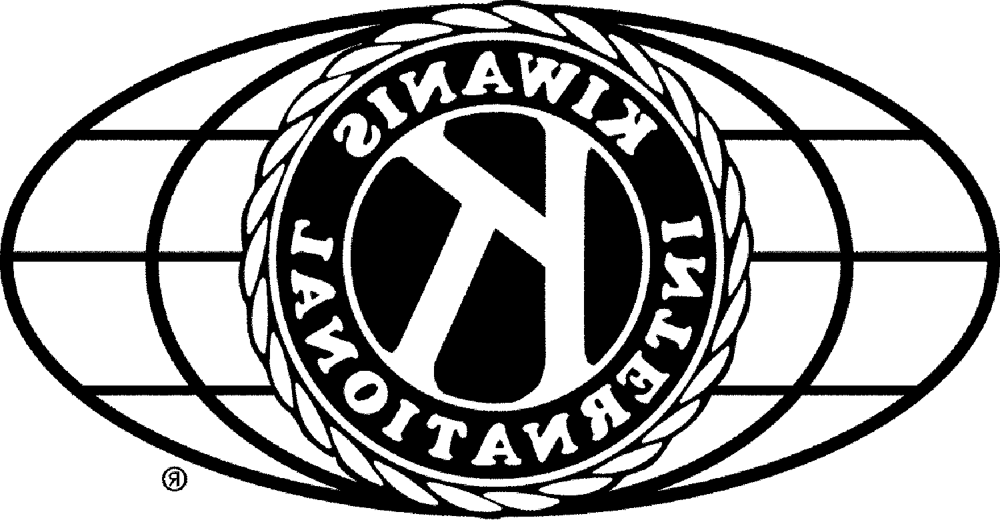 KIWANIS
INTERNATIONAL
K
®